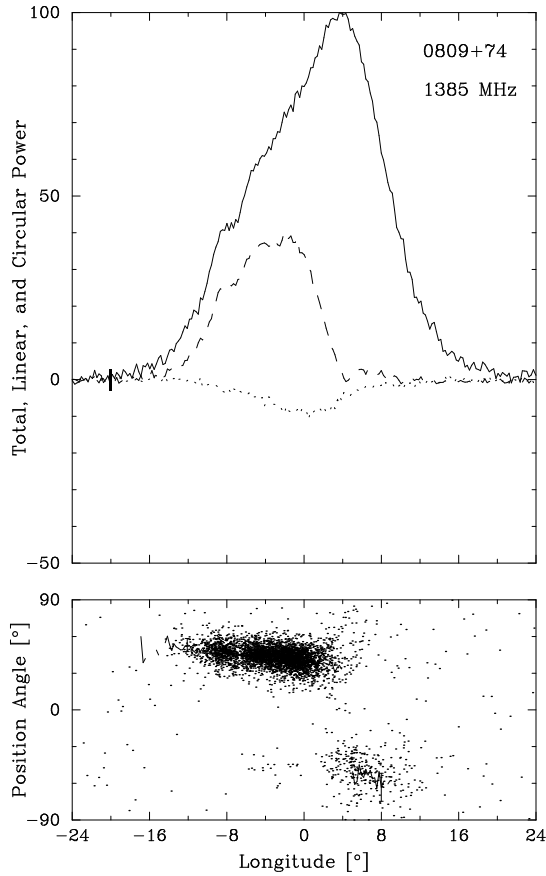 100
0809+74
1385 MHz
Total, Linear, and Circular Power
50
0
−50
90
Position Angle [°]
0
−90
−24 −16 −8 0 8 16 24
Longitude [°]